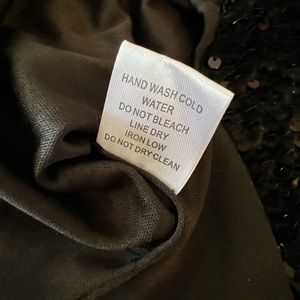 HAND WASH COLD
WATER
DO NOT BLEACH
LINE DRY
IRON LOW
DO NOT DRY CLEAN